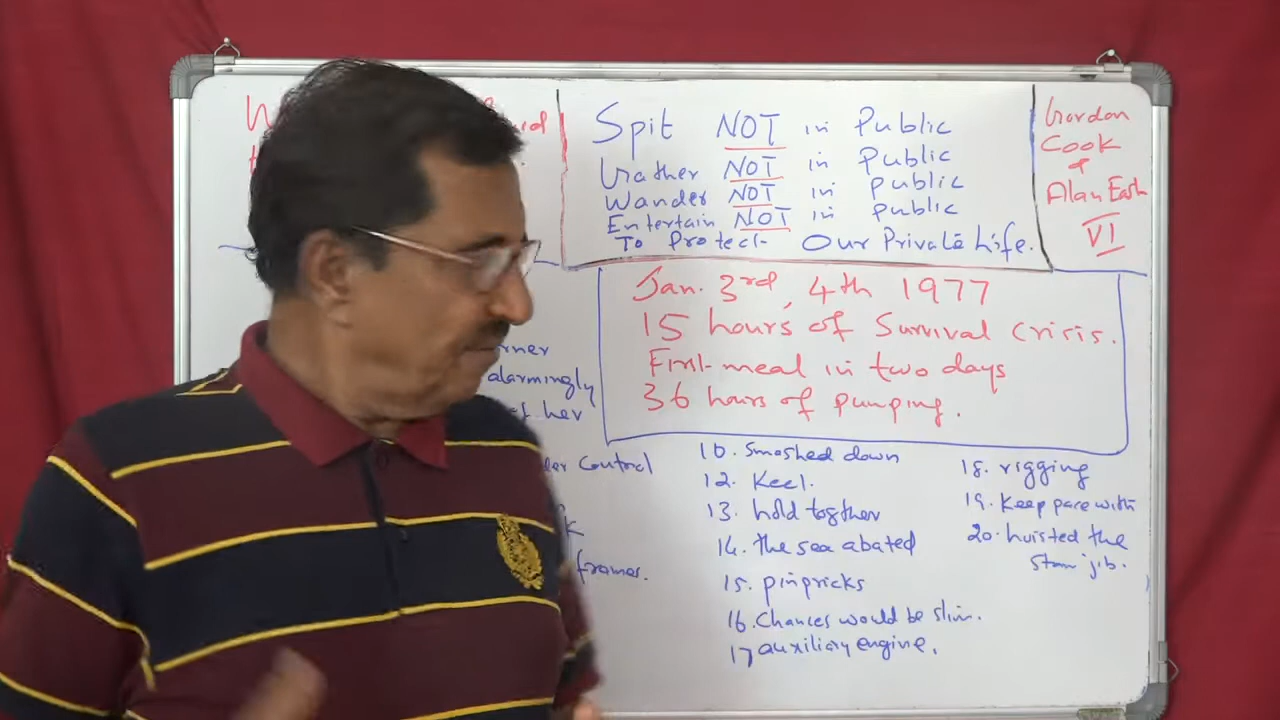 Spit NOT in Public
Gather NOT in Public
Wander NOT in Public
Entertain NOT in Public
To Protect Our Private Life.
Gordon
Cook
&
Alan East
VI
Jan. 3rd, 4th 1977
15 hours of Survival Crisis.
First meal in two days
36 hours of pumping.
alarmingly
her
Control
frames.
10. Smashed down
12. Keel.
13. hold together
14. the sea abated
15. pinpricks
16. Chances would be slim.
17 auxiliary engine.
18. rigging
19. Keep pace with
20. hoisted the
Storm jib.